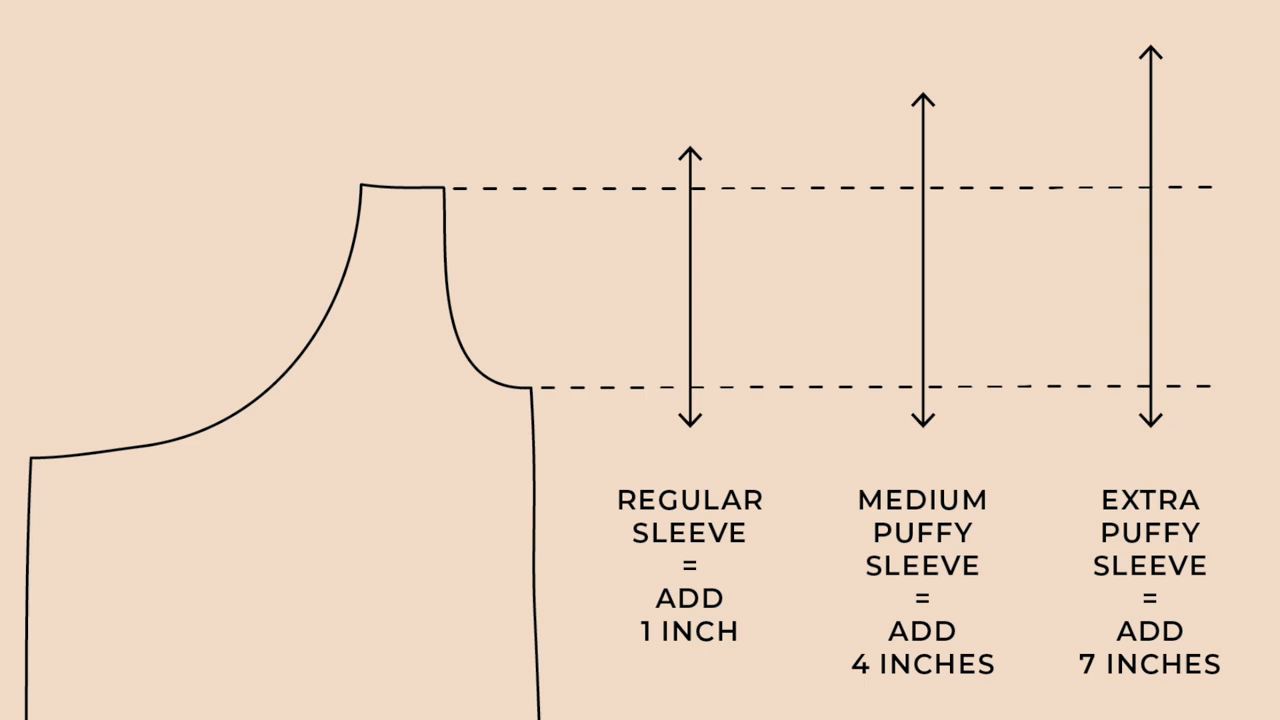 REGULAR
SLEEVE
=
ADD
1 INCH
MEDIUM
PUFFY
SLEEVE
=
ADD
4 INCHES
EXTRA
PUFFY
SLEEVE
=
ADD
7 INCHES